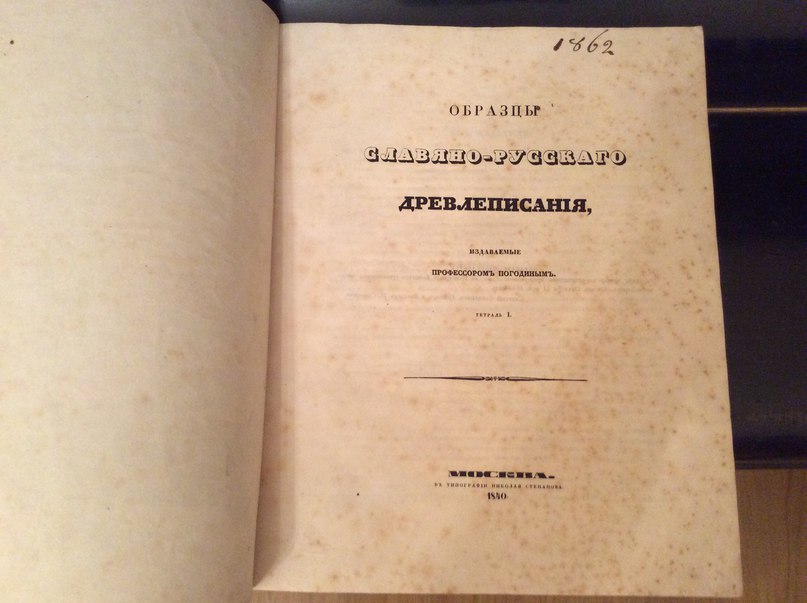 1862
ОБРАЗЦЫ
СЛАВЯНО-РУССКАГО
ДРЕВЛЕПИСАНІЯ,
ИЗДАВАЕМЫЕ
ПРОФЕССОРОМЪ ПОГОДИНЫМЪ.
ТЕТРАДЬ I.
МОСКВА.
ВЪ ТИПОГРАФІИ НИКОЛАЯ СТЕПАНОВА.
1840